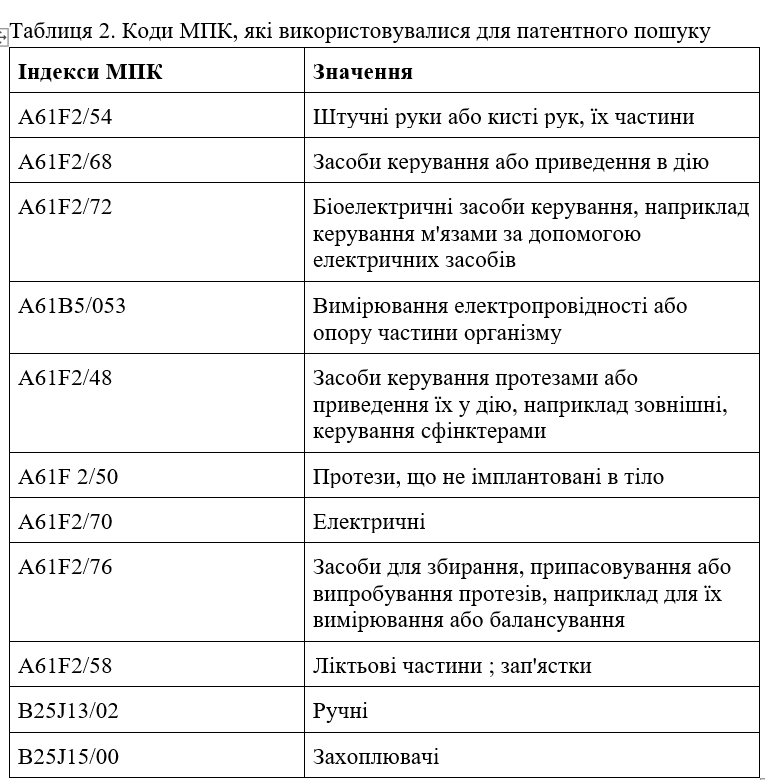 Таблиця 2. Коди МПК, які використовувалися для патентного пошуку
Індекси МПК
Значення
A61F2/54
Штучні руки або кисті рук, їх частини
A61F2/68
Засоби керування або приведення в дію
A61F2/72
Біоелектричні засоби керування, наприклад
керування м'язами за допомогою
електричних засобів
A61B5/053
Вимірювання електропровідності або
опору частини організму
A61F2/48
Засоби керування протезами або
приведення їх у дію, наприклад зовнішні,
керування сфінктерами
A61F 2/50
Протези, що не імплантовані в тіло
A61F2/70
Електричні
A61F2/76
Засоби для збирання, припасовування або
випробування протезів, наприклад для їх
вимірювання або балансування
A61F2/58
Ліктьові частини ; зап'ястки
B25J13/02
Ручні
B25J15/00
Захоплювачі